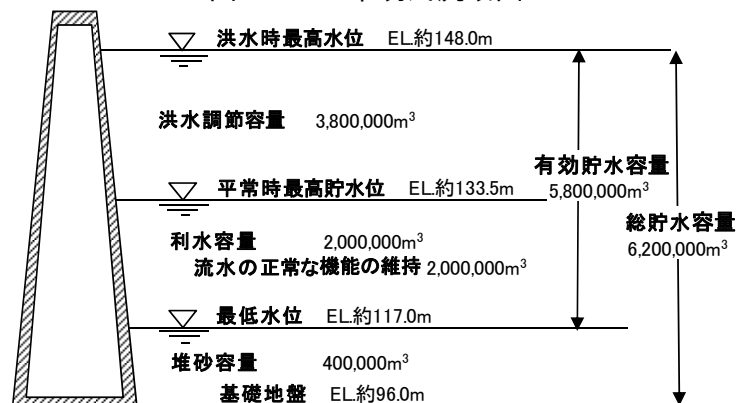 洪水時最高水位 EL.約148.0m
洪水調節容量 3,800,000m³
有効貯水容量
5,800,000m³
平常時最高貯水位 EL.約133.5m
総貯水容量
6,200,000m³
利水容量 2,000,000m³
流水の正常な機能の維持 2,000,000m³
最低水位 EL.約117.0m
堆砂容量 400,000m³
基礎地盤 EL.約96.0m